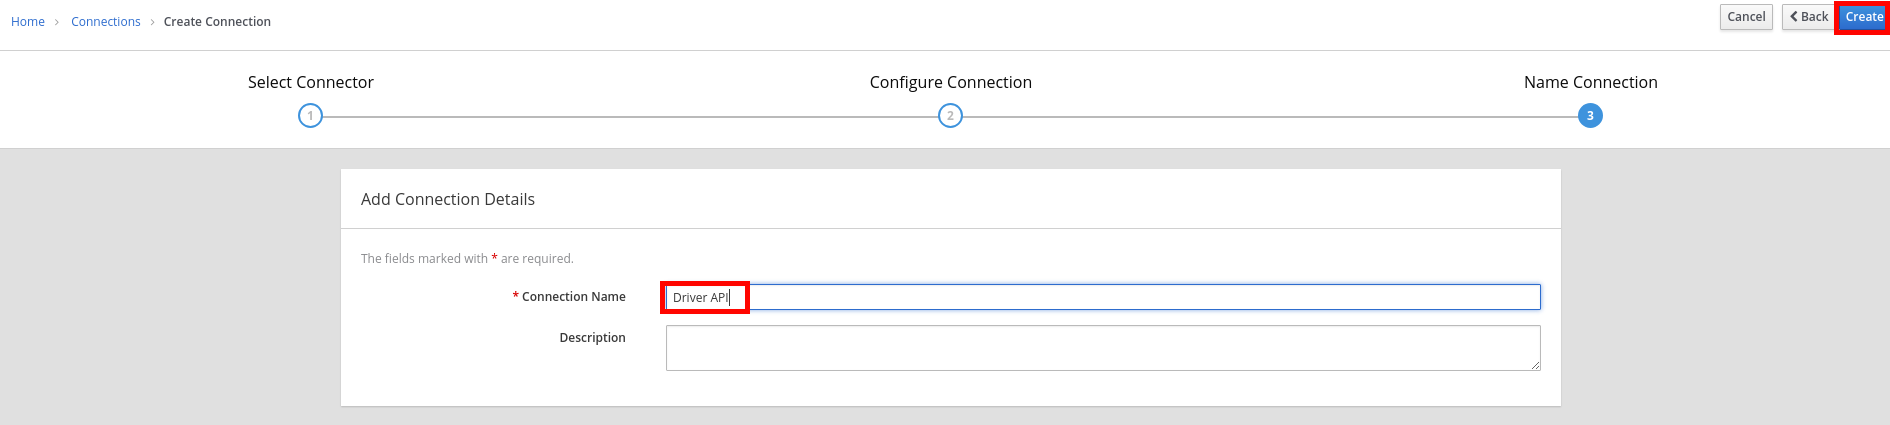 Home > Connections > Create Connection
Cancel
Back
Create
Select Connector
Configure Connection
Name Connection
1
2
3
Add Connection Details
The fields marked with * are required.
* Connection Name
Driver API
Description